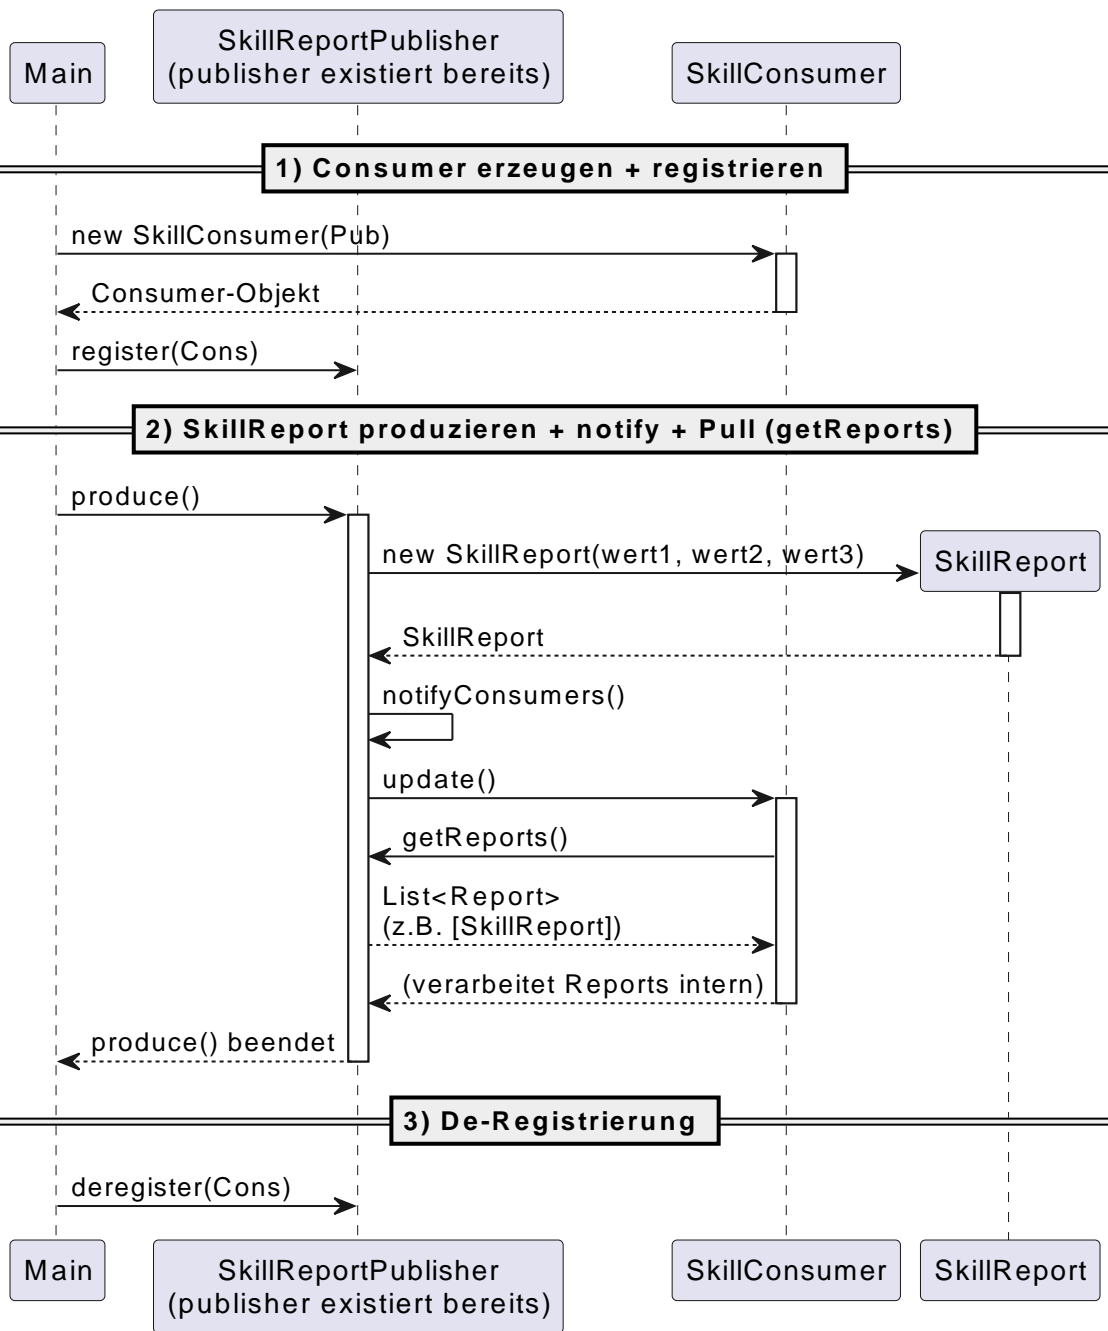 Main
SkillReportPublisher
(publisher existiert bereits)
SkillConsumer
1) Consumer erzeugen + registrieren
new SkillConsumer(Pub)
Consumer-Objekt
register(Cons)
2) SkillReport produzieren + notify + Pull (getReports)
produce()
new SkillReport(wert1, wert2, wert3)
SkillReport
SkillReport
notifyConsumers()
update()
getReports()
List<Report>
(z.B. [SkillReport])
(verarbeitet Reports intern)
produce() beendet
3) De-Registrierung
deregister(Cons)
Main
SkillReportPublisher
(publisher existiert bereits)
SkillConsumer
SkillReport